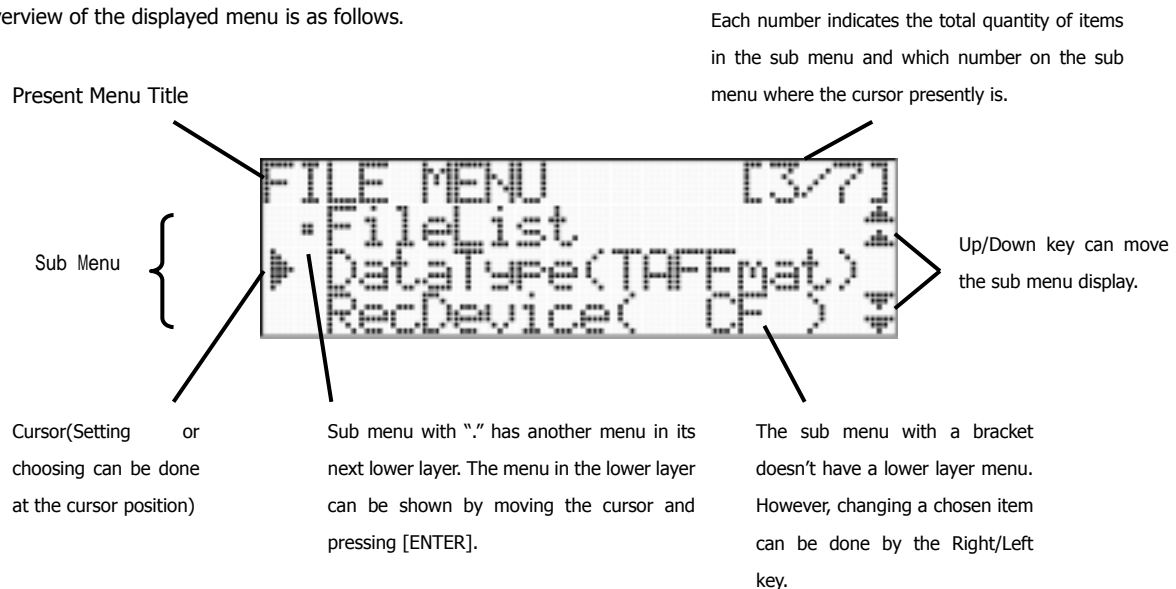 verview of the displayed menu is as follows.
Each number indicates the total quantity of items
in the sub menu and which number on the sub
menu where the cursor presently is.
Present Menu Title
FILE MENU [3/7]
FileList
DataType(TAFFmat)
RecDevice( CF )
Sub Menu
Up/Down key can move
the sub menu display.
Cursor(Setting or
choosing can be done
at the cursor position)
Sub menu with “.” has another menu in its
next lower layer. The menu in the lower layer
can be shown by moving the cursor and
pressing [ENTER].
The sub menu with a bracket
doesn’t have a lower layer menu.
However, changing a chosen item
can be done by the Right/Left
key.